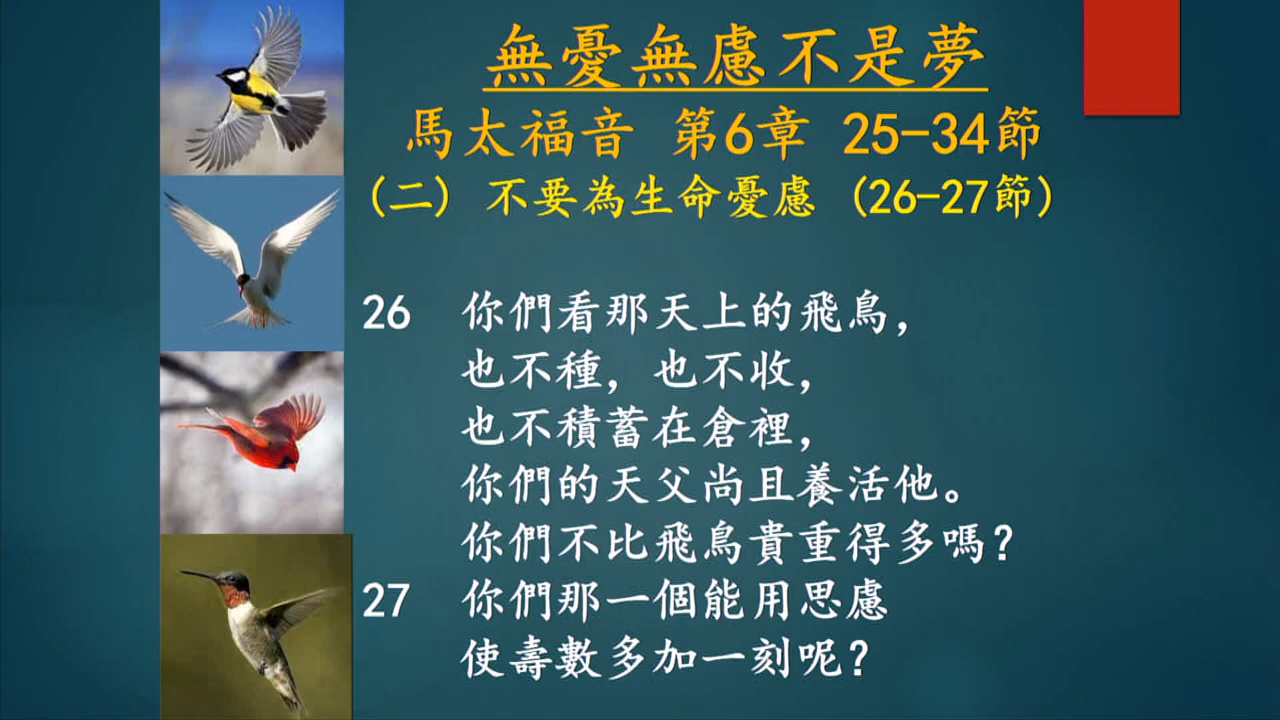 無憂無慮不是夢
馬太福音 第6章 25-34節
(二) 不要為生命憂慮 (26-27節)
26 你們看那天上的飛鳥,
也不種, 也不收,
也不積蓄在倉裡,
你們的天父尚且養活他。
你們不比飛鳥貴重得多嗎?
27 你們那一個能用思慮
使壽數多加一刻呢?